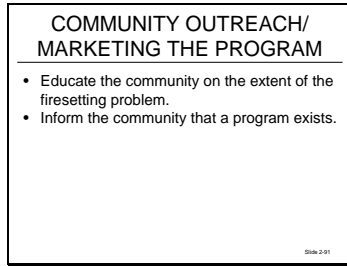 COMMUNITY OUTREACH/
MARKETING THE PROGRAM
• Educate the community on the extent of the
firesetting problem.
• Inform the community that a program exists.
Slide 2-91